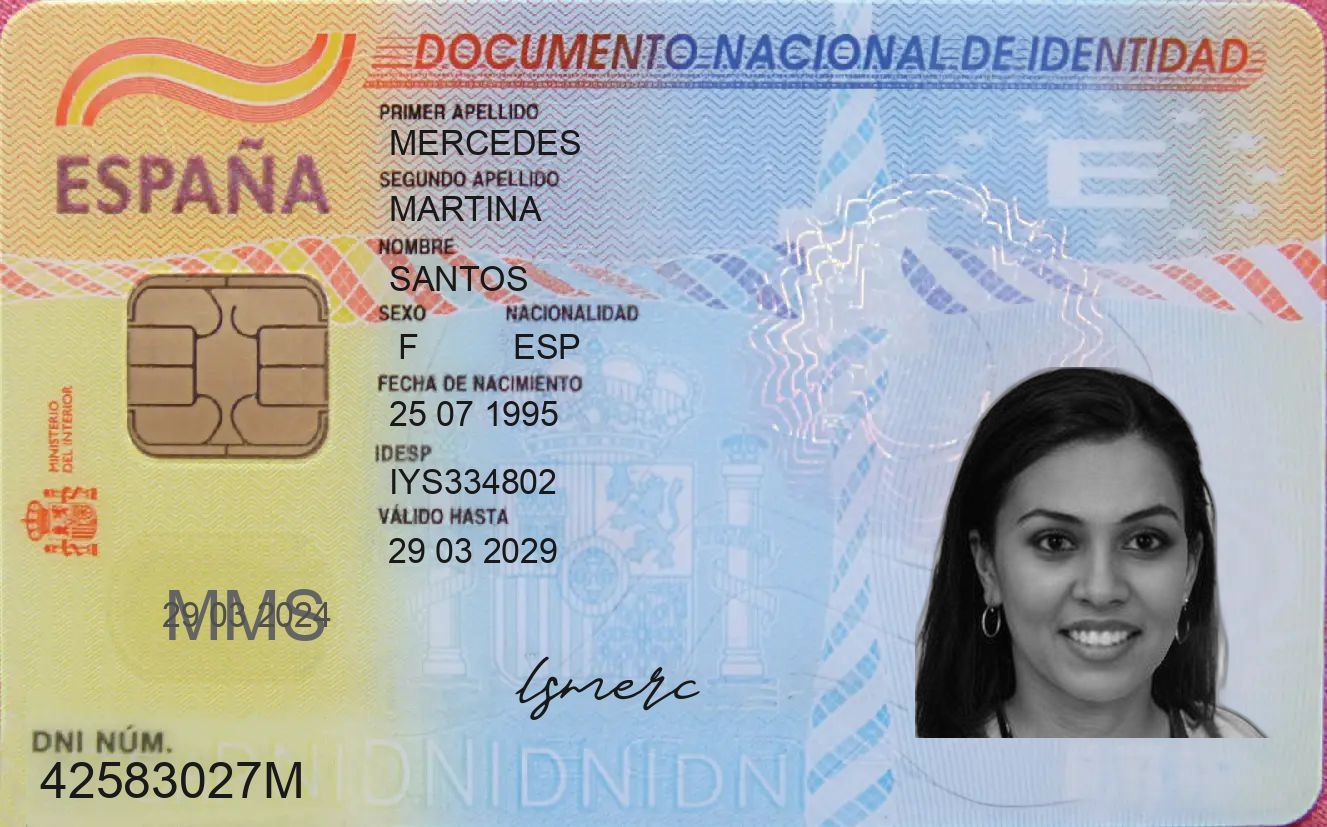 DOCUMENTO NACIONAL DE IDENTIDAD
ESPAÑA
PRIMER APELLIDO
MERCEDES
SEGUNDO APELLIDO
MARTINA
NOMBRE
SANTOS
SEXO NACIONALIDAD
F ESP
FECHA DE NACIMIENTO
25 07 1995
IDESP
IYS334802
VÁLIDO HASTA
29 03 2029
MINISTERIO
DEL INTERIOR
MMS
29 03 2024
lsmerc
DNI NÚM.
42583027M
E
DNIDNIDNIDNI